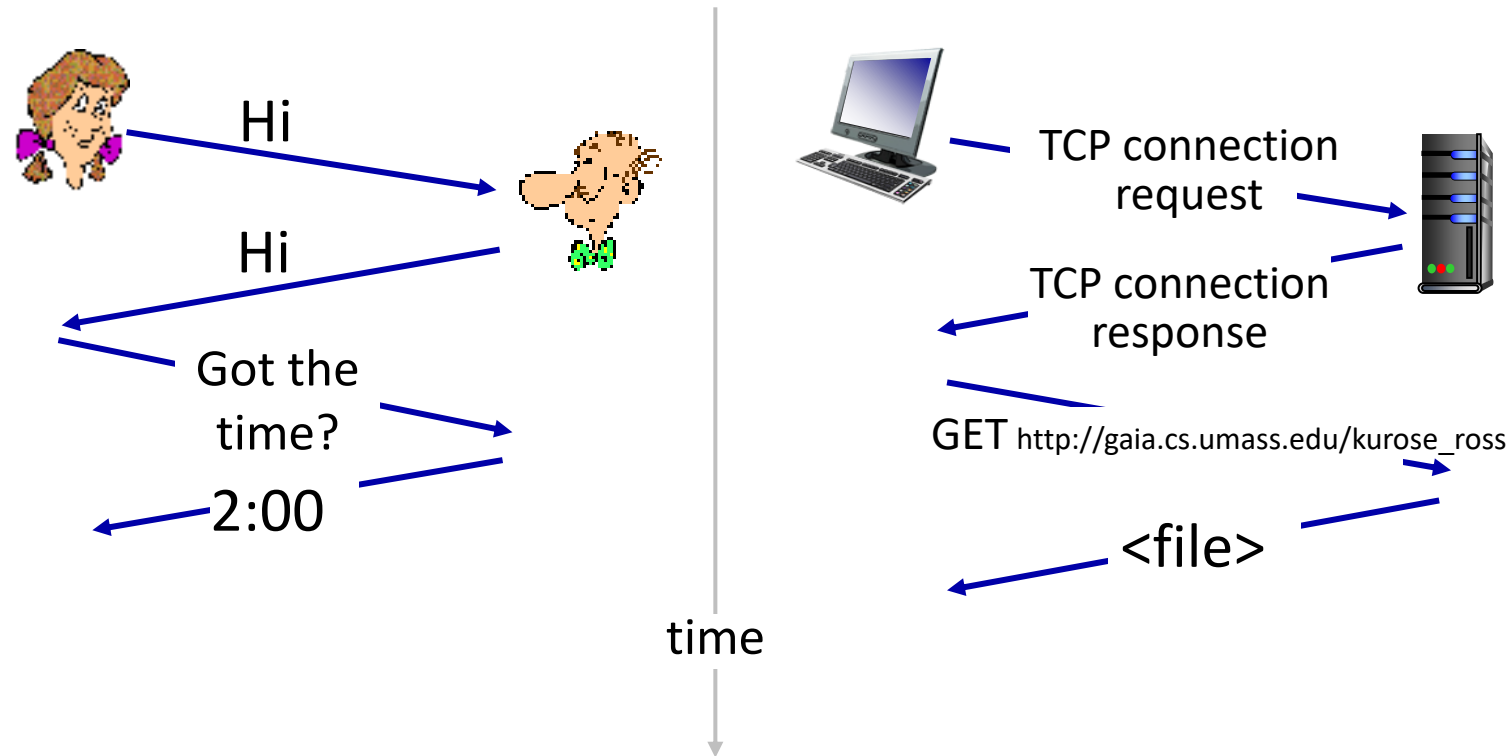 Hi
Hi
Got the
time?
2:00
TCP connection
request
TCP connection
response
GET http://gaia.cs.umass.edu/kurose_ross
<file>
time